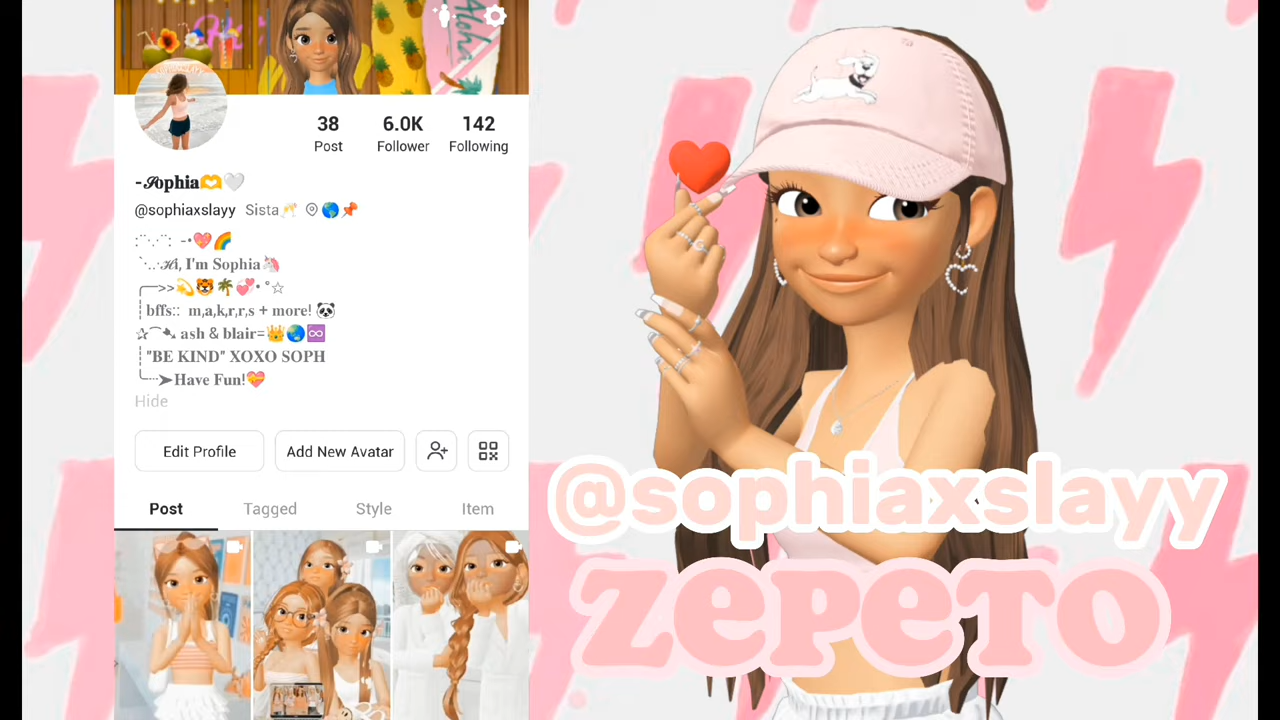 Aloha
38
Post
6.0K
Follower
142
Following
-𝒮ophia🫶🤍
@sophiaxslayy Sista🥂 🌎📌
:¨·.·¨: -•💖🌈
`·..·ℋi, I'm Sophia🦄
╭──>>💫🐯🌴💞•°☆
┊bffs:: m,a,k,r,r,s + more! 🐼
✰⌒➷ ash & blair=👑🌏♾️
┊"BE KIND" XOXO SOPH
╰┈➤Have Fun!💝
Hide
Edit Profile
Add New Avatar
Post
Tagged
Style
Item
@sophiaxslayy
ZEPETO